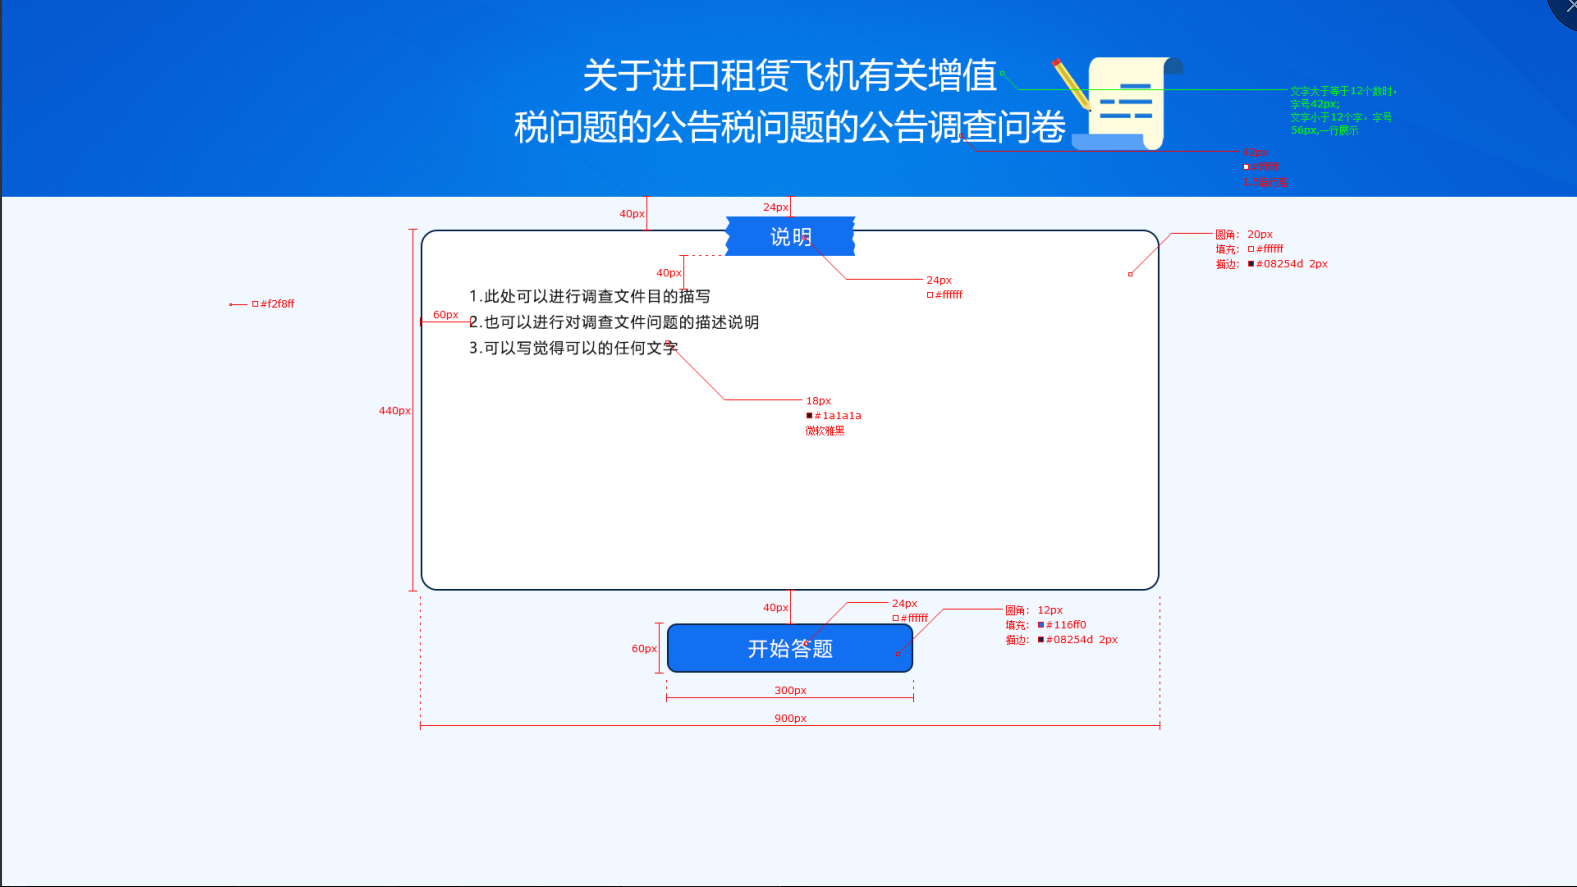 关于进口租赁飞机有关增值
税问题的公告税问题的公告调查问卷
文字大于等于12个数时，
字号42px;
文字小于12个字，字号
56px,一行展示
42px
#ffffff
40px
24px
说明
圆角： 20px
填充： #ffffff
描边： #08254d 2px
40px
24px
#ffffff
1.此处可以进行调查文件目的描写
#f2f8ff
60px
2.也可以进行对调查文件问题的描述说明
3.可以写觉得可以的任何文字
440px
18px
#1a1a1a
微软雅黑
40px
24px
#ffffff
圆角： 12px
填充： #116ff0
描边： #08254d 2px
60px
开始答题
300px
900px